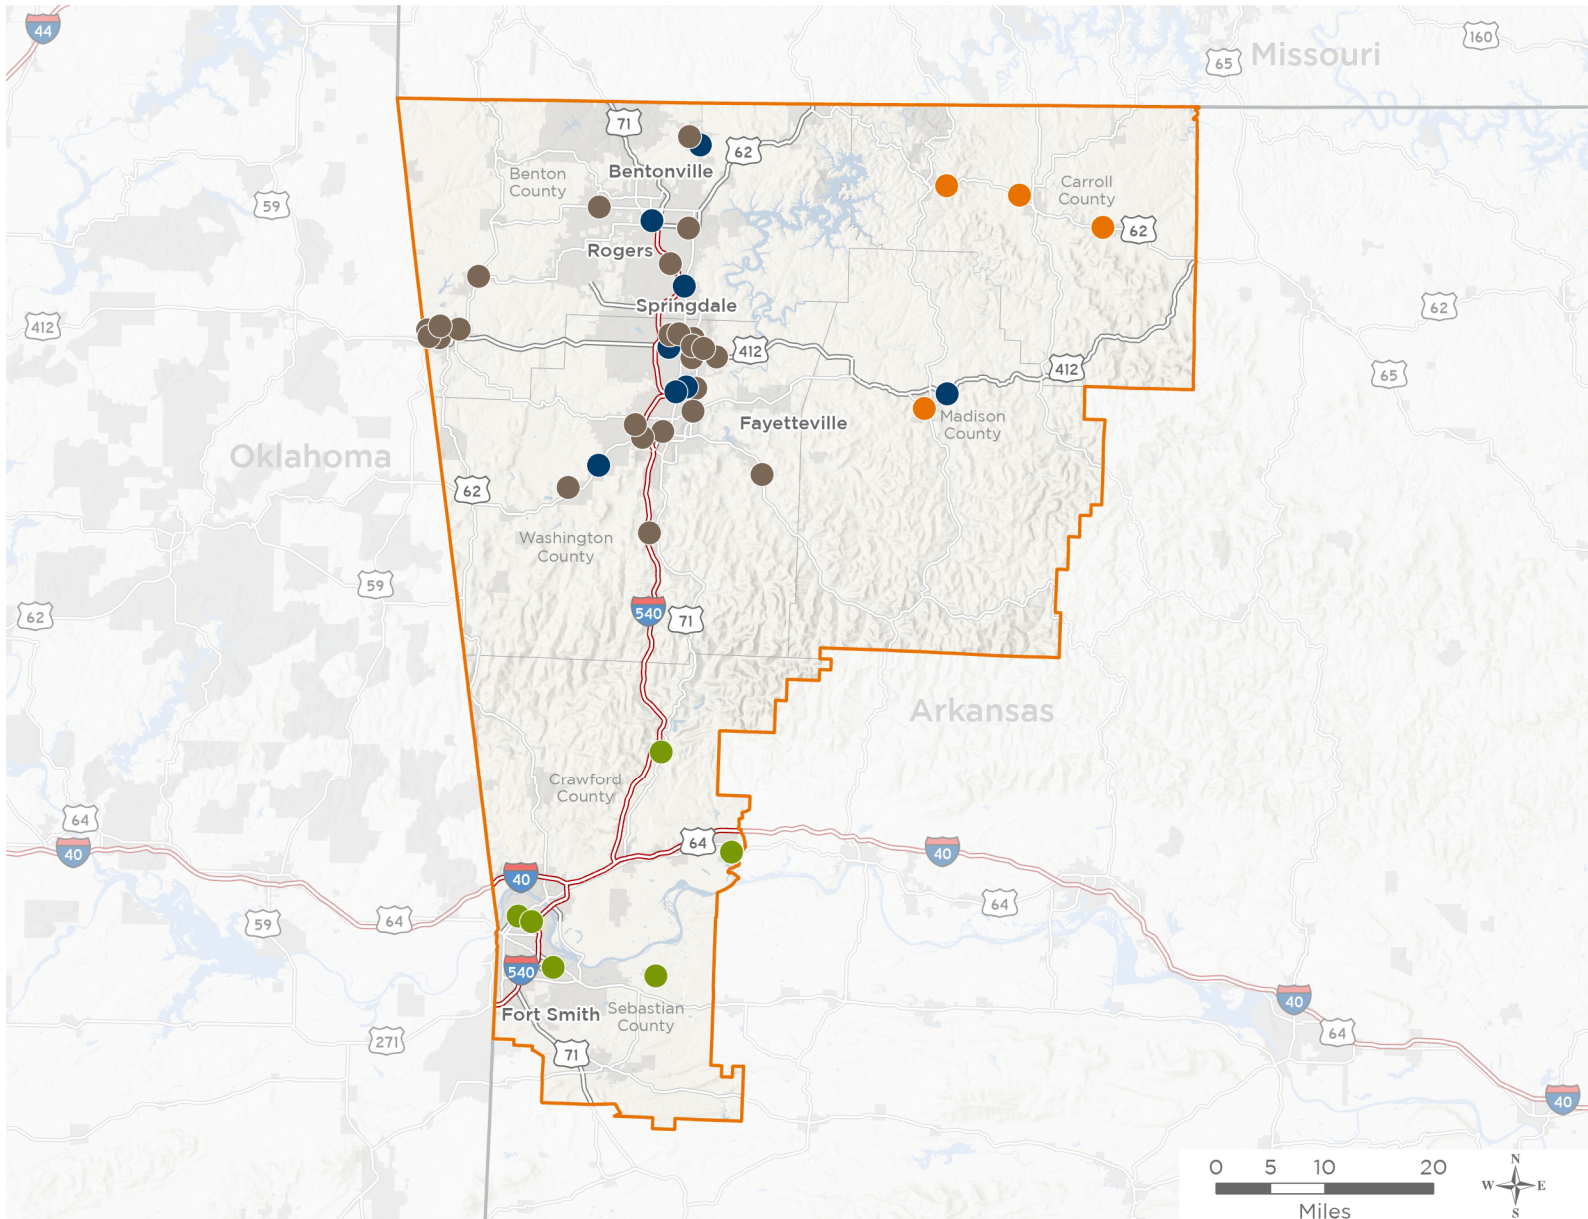 44
160
65
Missouri
71
62
Bentonville
Benton
County
Carroll
County
59
62
Rogers
Springdale
62
412
412
412
65
Madison
County
Fayetteville
Oklahoma
62
Washington
County
59
62
540
71
Arkansas
Crawford
County
64
64
40
40
40
64
59
64
540
40
Sebastian
County
Fort Smith
64
271
71
40
0 5 10 20
Miles
N
W E
S